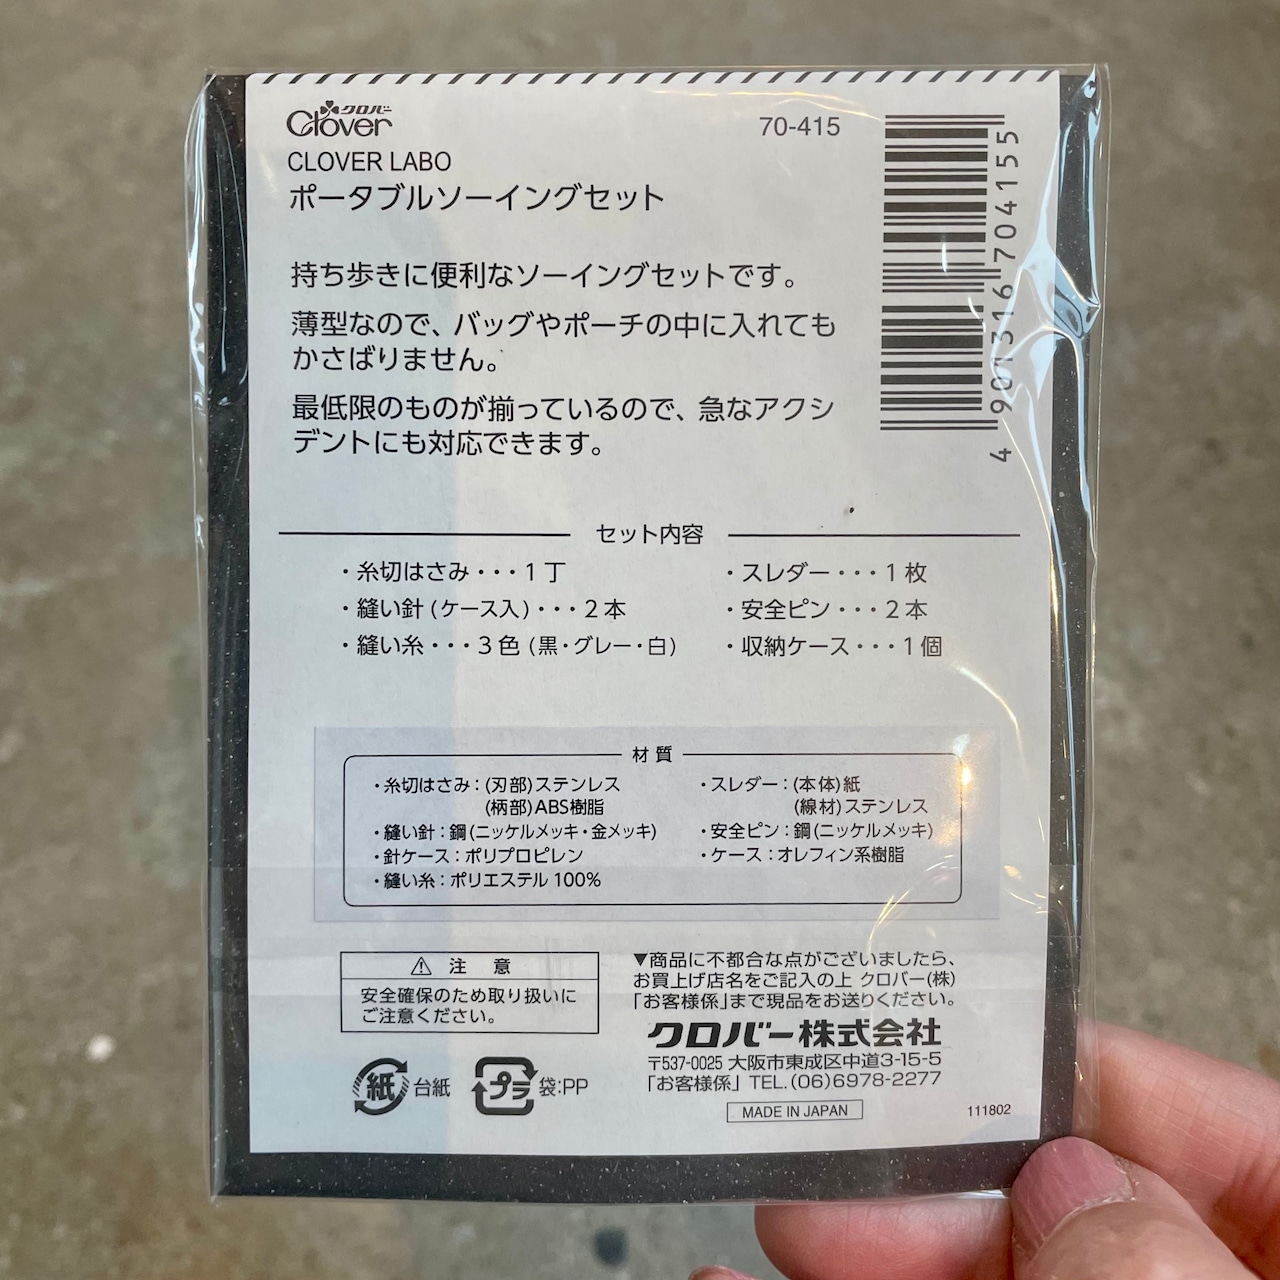 クロバー
Clover
70-415
CLOVER LABO
ポータブルソーイングセット
4 901316 704155
持ち歩きに便利なソーイングセットです。
薄型なので、バッグやポーチの中に入れても
かさばりません。
最低限のものが揃っているので、急なアクシ
デントにも対応できます。
セット内容
・糸切はさみ・・・1丁
・縫い針(ケース入)・・・2本
・縫い糸・・・3色(黒・グレー・白)
・スレダー・・・1枚
・安全ピン・・・2本
・収納ケース・・・1個
材質
・糸切はさみ:(刃部)ステンレス
(柄部)ABS樹脂
・縫い針:鋼(ニッケルメッキ・金メッキ)
・針ケース:ポリプロピレン
・縫い糸:ポリエステル100%
・スレダー:(本体)紙
(線材)ステンレス
・安全ピン:鋼(ニッケルメッキ)
・ケース:オレフィン系樹脂
⚠ 注 意
安全確保のため取り扱いに
ご注意ください。
紙 台紙
プラ 袋:PP
▼商品に不都合な点がございましたら、
お買上げ店名をご記入の上 クロバー(株)
「お客様係」まで現品をお送りください。
クロバー株式会社
〒537-0025 大阪市東成区中道3-15-5
「お客様係」 TEL.(06)6978-2277
MADE IN JAPAN
111802